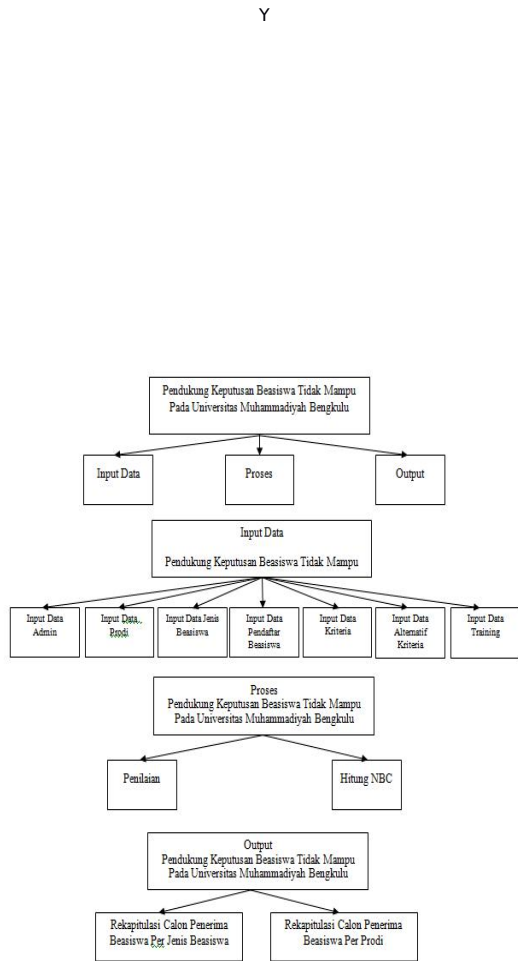 Y
Pendukung Keputusan Beasiswa Tidak Mampu
Pada Universitas Muhammadiyah Bengkulu
Input Data
Proses
Output
Input Data
Pendukung Keputusan Beasiswa Tidak Mampu
Input Data
Admin
Input Data
Prodi
Input Data Jenis
Beasiswa
Input Data
Pendaftar
Beasiswa
Input Data
Kriteria
Input Data
Alternatif
Kriteria
Input Data
Training
Proses
Pendukung Keputusan Beasiswa Tidak Mampu
Pada Universitas Muhammadiyah Bengkulu
Penilaian
Hitung NBC
Output
Pendukung Keputusan Beasiswa Tidak Mampu
Pada Universitas Muhammadiyah Bengkulu
Rekapitulasi Calon Penerima
Beasiswa Per Jenis Beasiswa
Rekapitulasi Calon Penerima
Beasiswa Per Prodi